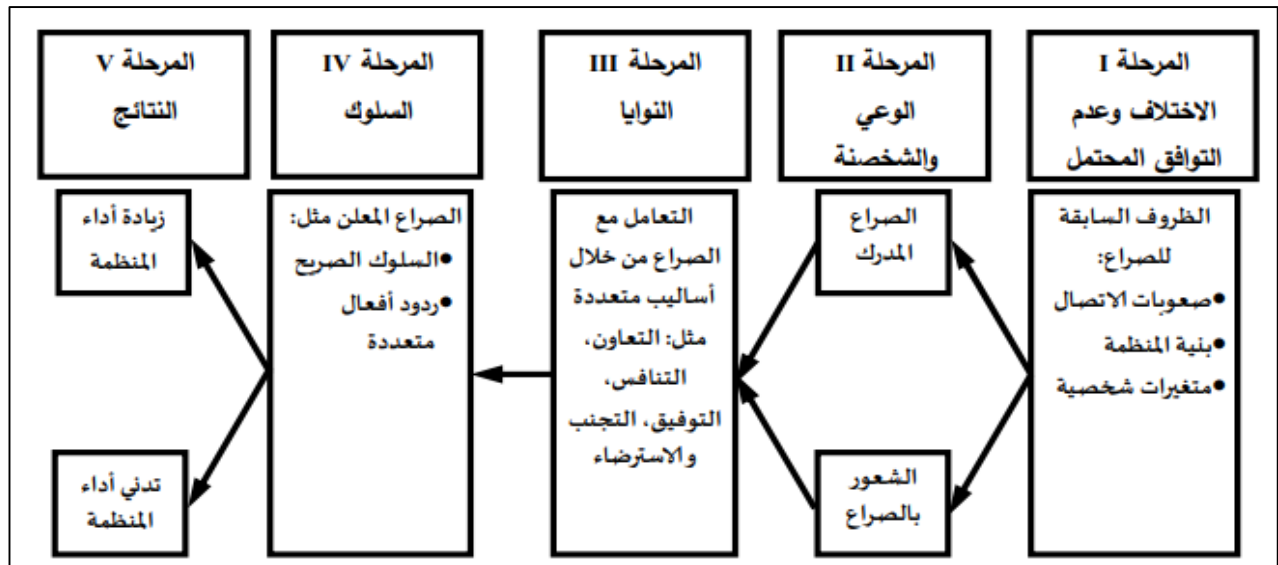 المرحلة I
الاختلاف وعدم
التوافق المحتمل
المرحلة II
الوعي
والشخصنة
المرحلة III
النوايا
المرحلة IV
السلوك
المرحلة V
النتائج
الظروف السابقة
للصراع:
●صعوبات الاتصال
●بنية المنظمة
●متغيرات شخصية
الصراع
المدرك
الشعور
بالصراع
التعامل مع
الصراع من خلال
أساليب متعددة
مثل: التعاون،
التنافس،
التوفيق، التجنب
والاسترضاء
الصراع المعلن مثل:
●السلوك الصريح
●ردود أفعال
متعددة
زيادة أداء
المنظمة
تدني أداء
المنظمة